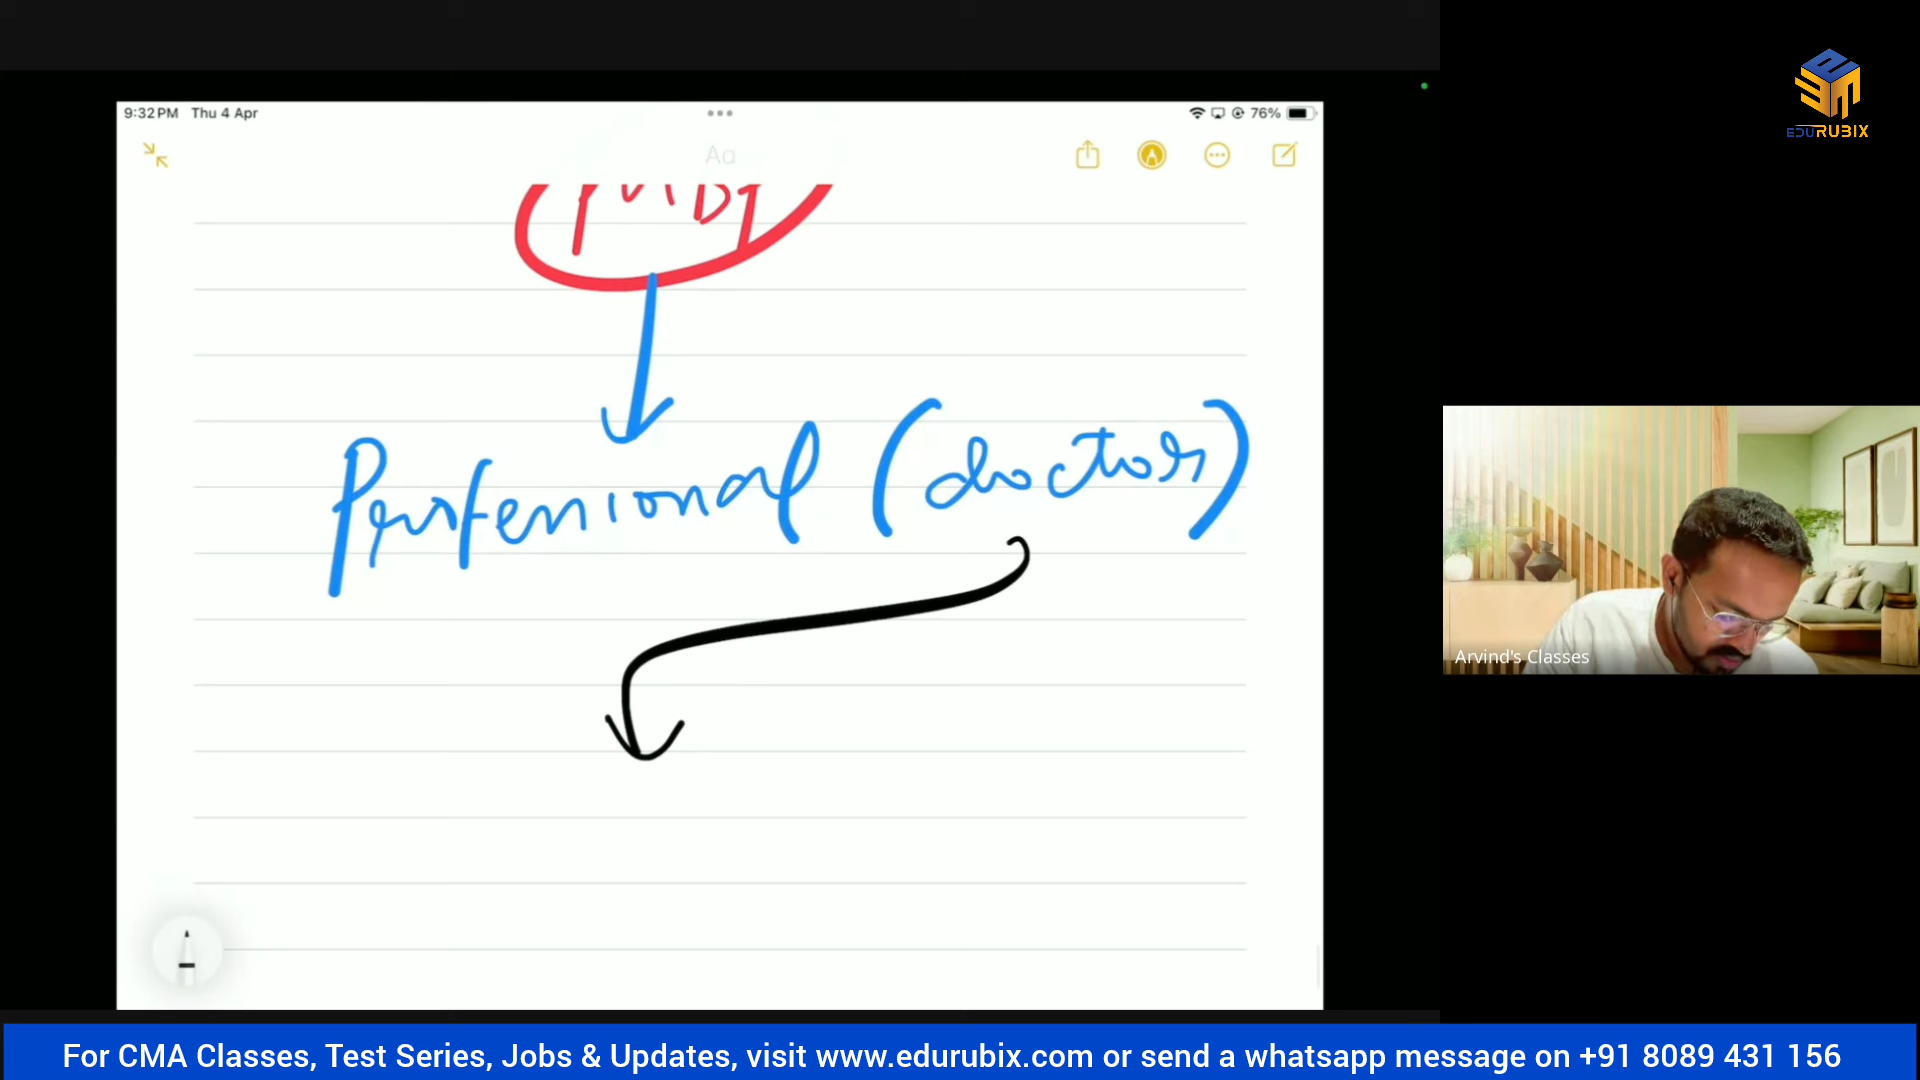 9:32 PM Thu 4 Apr
76%
Aa
EDURUBIX
Professional (doctor)
Arvind's Classes
For CMA Classes, Test Series, Jobs & Updates, visit www.edurubix.com or send a whatsapp message on +91 8089 431 156